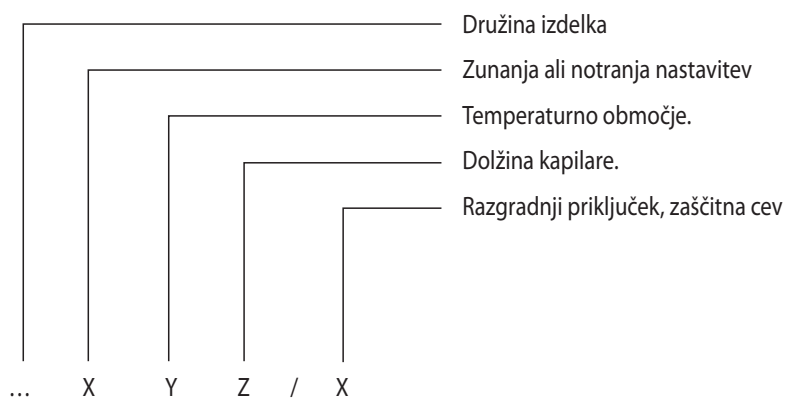 Družina izdelka
Zunanja ali notranja nastavitev
Temperaturno območje.
Dolžina kapilare.
Razgradnji priključek, zaščitna cev
... X Y Z / X